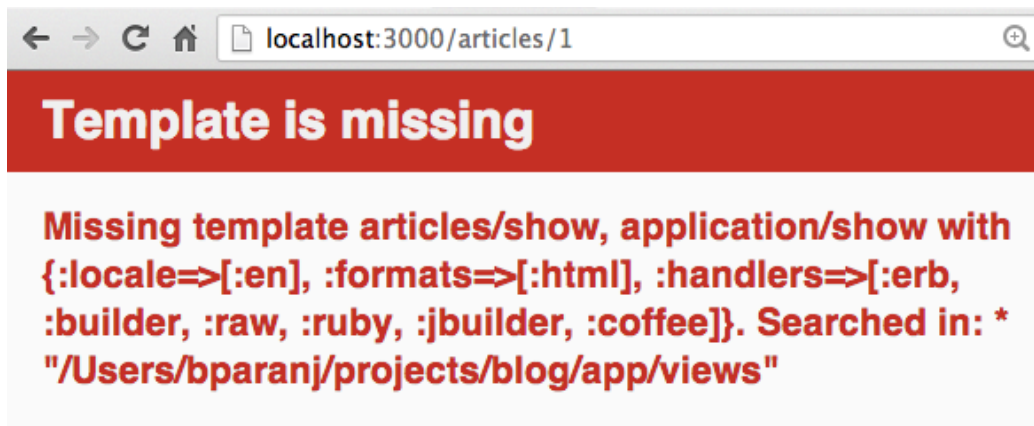 localhost:3000/articles/1
Template is missing
Missing template articles/show, application/show with
{:locale=>[:en], :formats=>[:html], :handlers=>[:erb,
:builder, :raw, :ruby, :jbuilder, :coffee]}. Searched in: *
"/Users/bparanj/projects/blog/app/views"